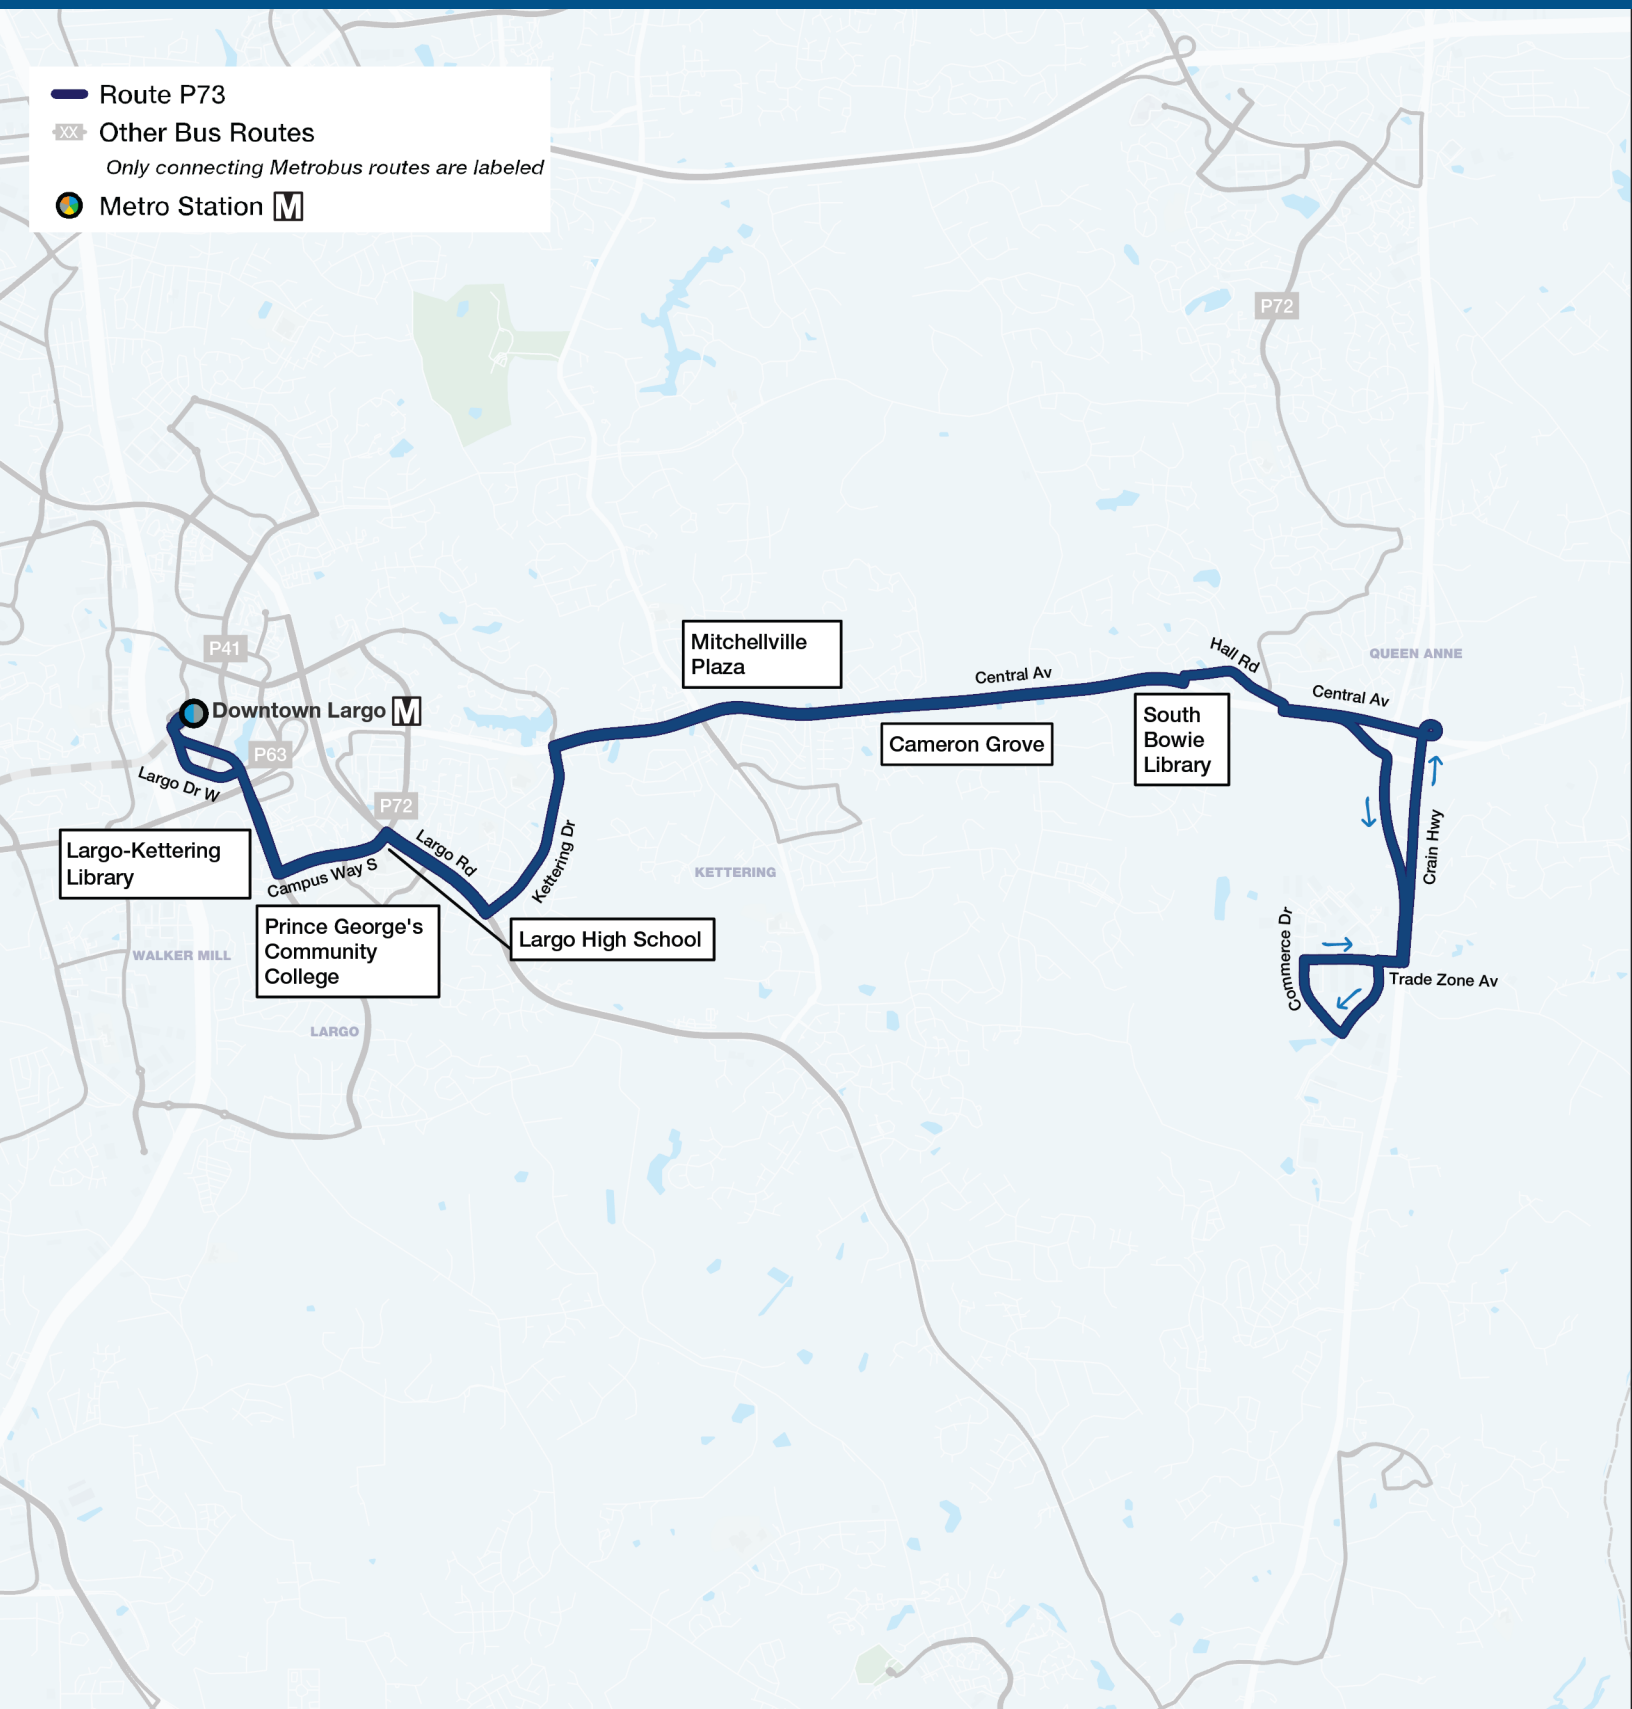 Route P73
XX Other Bus Routes
Only connecting Metrobus routes are labeled
Metro Station M
P72
P41
Mitchellville
Plaza
Hall Rd
QUEEN ANNE
Central Av
Central Av
Downtown Largo M
South
Bowie
Library
Cameron Grove
P63
Largo Dr W
P72
Largo Rd
Kettering Dr
Crain Hwy
Largo-Kettering
Library
Campus Way S
KETTERING
Prince George's
Community
College
Largo High School
WALKER MILL
Commerce Dr
Trade Zone Av
LARGO